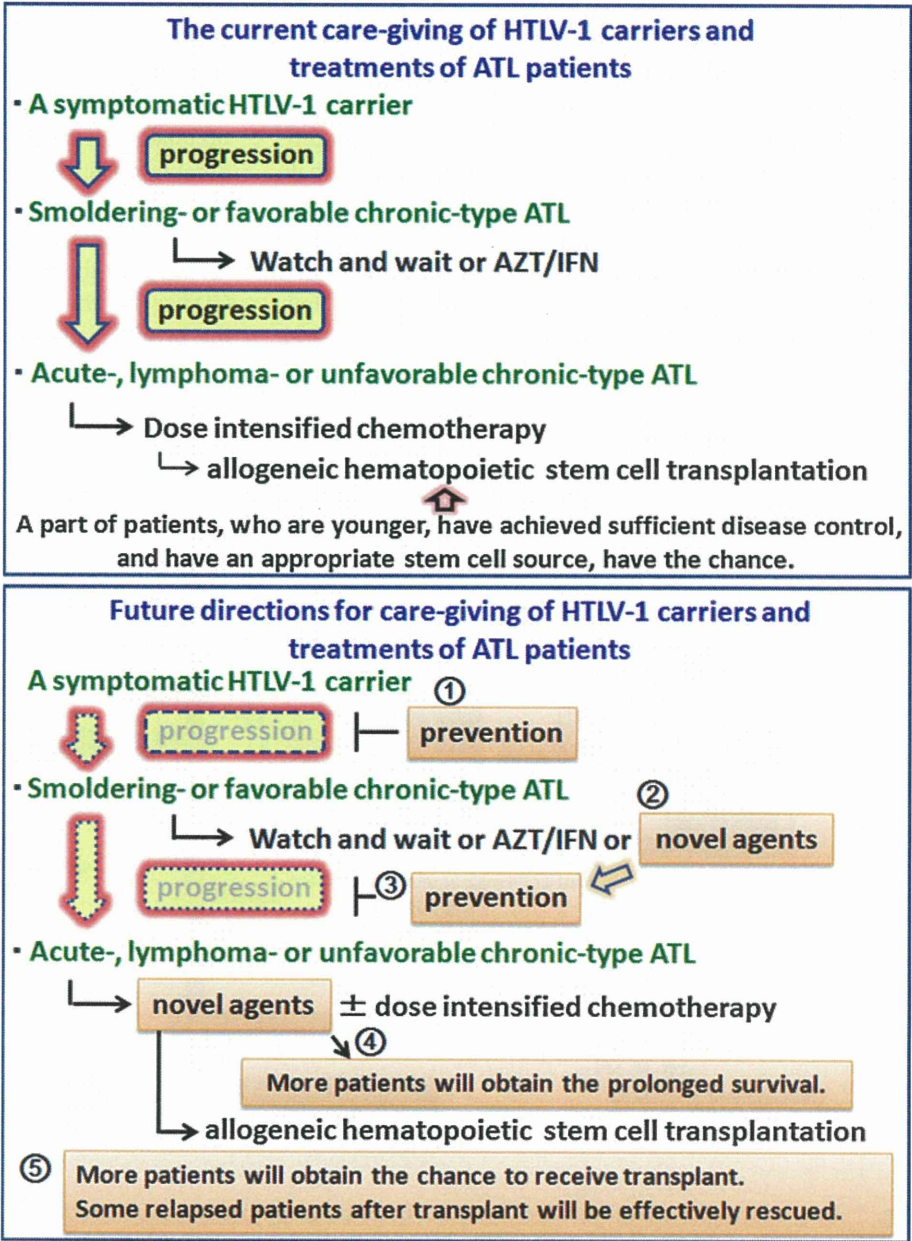 The current care-giving of HTLV-1 carriers and
treatments of ATL patients
· A symptomatic HTLV-1 carrier
progression
· Smoldering- or favorable chronic-type ATL
Watch and wait or AZT/IFN
progression
· Acute-, lymphoma- or unfavorable chronic-type ATL
Dose intensified chemotherapy
allogeneic hematopoietic stem cell transplantation
A part of patients, who are younger, have achieved sufficient disease control,
and have an appropriate stem cell source, have the chance.
Future directions for care-giving of HTLV-1 carriers and
treatments of ATL patients
A symptomatic HTLV-1 carrier
①
progression prevention
· Smoldering- or favorable chronic-type ATL
②
Watch and wait or AZT/IFN or novel agents
progression ③ prevention
· Acute-, lymphoma- or unfavorable chronic-type ATL
novel agents ± dose intensified chemotherapy
④
More patients will obtain the prolonged survival.
allogeneic hematopoietic stem cell transplantation
⑤ More patients will obtain the chance to receive transplant.
Some relapsed patients after transplant will be effectively rescued.